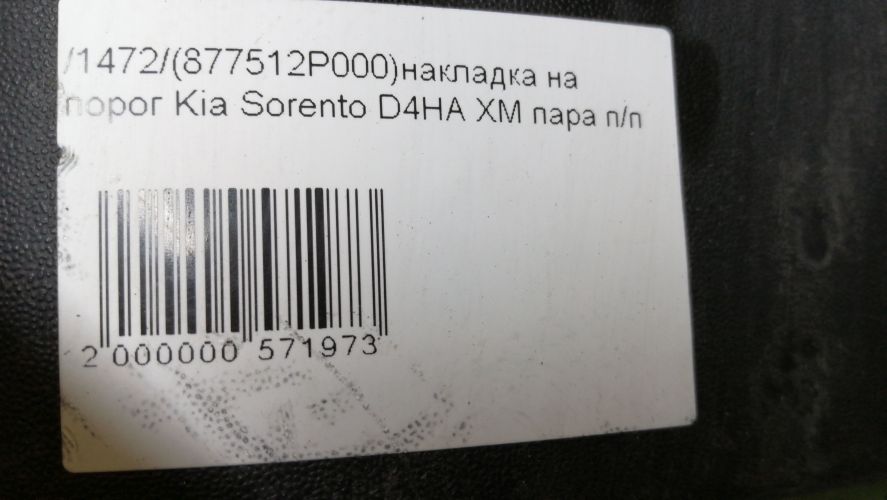 /1472/(877512P000)накладка на
порог Kia Sorento D4HA XM пара п/п
2 000000 571973